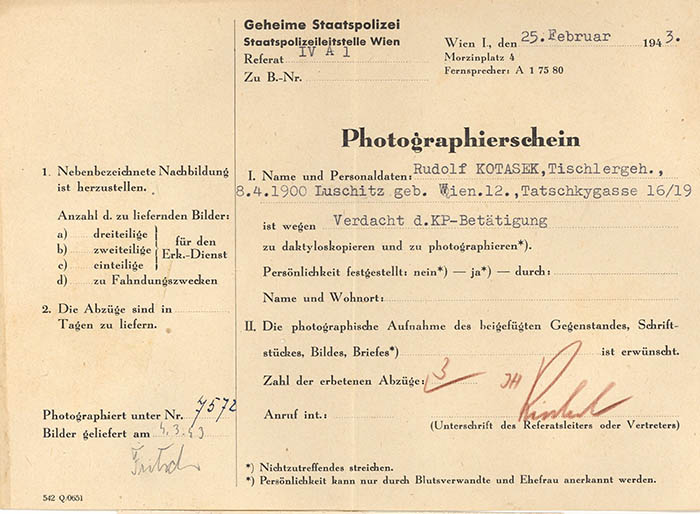 Geheime Staatspolizei
Staatspolizeileitstelle Wien
Referat IV A 1
Zu B.-Nr.
Wien I., den 25. Februar 1943.
Morzinplatz 4
Fernsprecher: A 1 75 80
Photographierschein
1. Nebenbezeichnete Nachbildung
ist herzustellen.
Anzahl d. zu liefernden Bilder:
a) dreiteilige
b) zweiteilige
c) einteilige
für den
Erk.-Dienst
d) zu Fahndungszwecken
2. Die Abzüge sind in
Tagen zu liefern.
Photographiert unter Nr. 7572
Bilder geliefert am 4.3.43
Fritsch
542 Q/0651
I. Name und Personaldaten: Rudolf KOTASEK, Tischlergeh.,
8.4.1900 Luschitz geb. Wien.12., Tatschkygasse 16/19
ist wegen Verdacht d.KP-Betätigung
zu daktyloskopieren und zu photographieren*).
Persönlichkeit festgestellt: nein*) — ja*) — durch:
Name und Wohnort:
II. Die photographische Aufnahme des beigefügten Gegenstandes, Schrift-
stückes, Bildes, Briefes*) ist erwünscht.
Zahl der erbetenen Abzüge: 3
Anruf int.:
(Unterschrift des Referatsleiters oder Vertreters)
*) Nichtzutreffendes streichen.
*) Persönlichkeit kann nur durch Blutsverwandte und Ehefrau anerkannt werden.